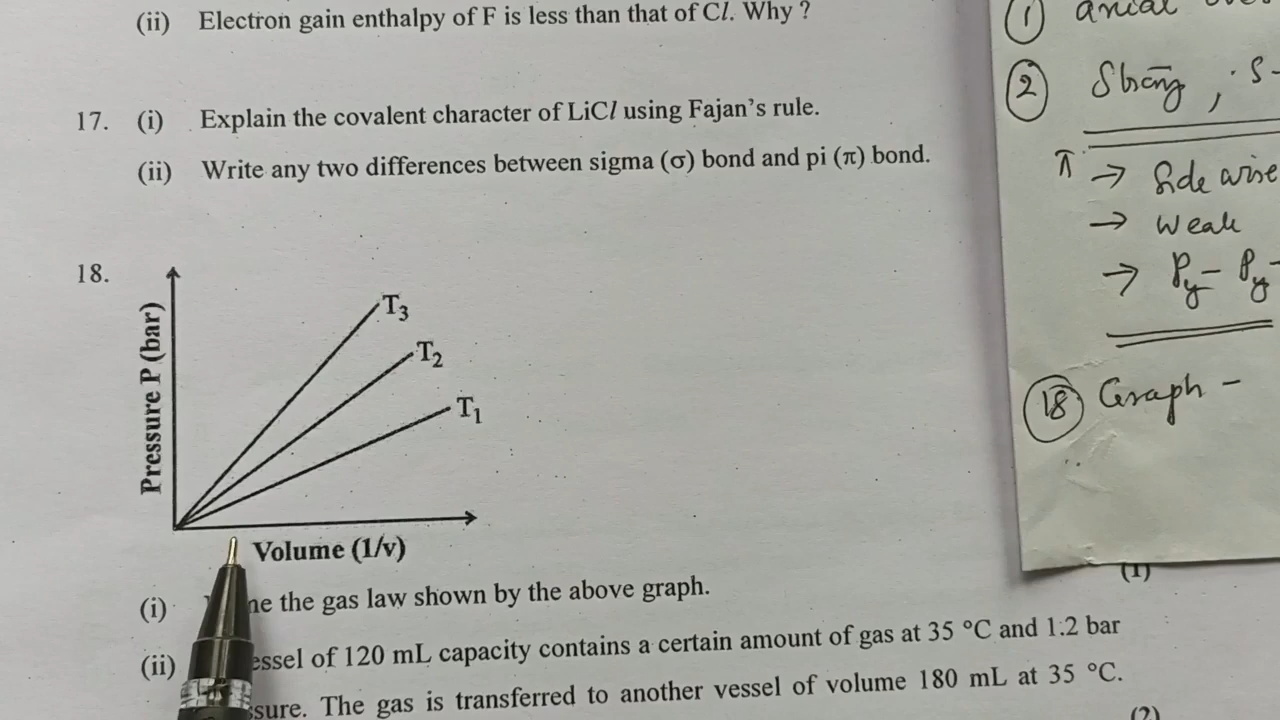 (ii) Electron gain enthalpy of F is less than that of Cl. Why ?
17. (i) Explain the covalent character of LiCl using Fajan's rule.
(ii) Write any two differences between sigma (σ) bond and pi (π) bond.
18.
Pressure P (bar)
T₃
T₂
T₁
Volume (1/v)
(i) the gas law shown by the above graph.
(ii) of 120 mL capacity contains a certain amount of gas at 35 °C and 1.2 bar
The gas is transferred to another vessel of volume 180 mL at 35 °C.
(1)
(2)
① axial
② Strong, S-
π → Side wise
→ weak
→ Py- Py-
⑱ Graph -